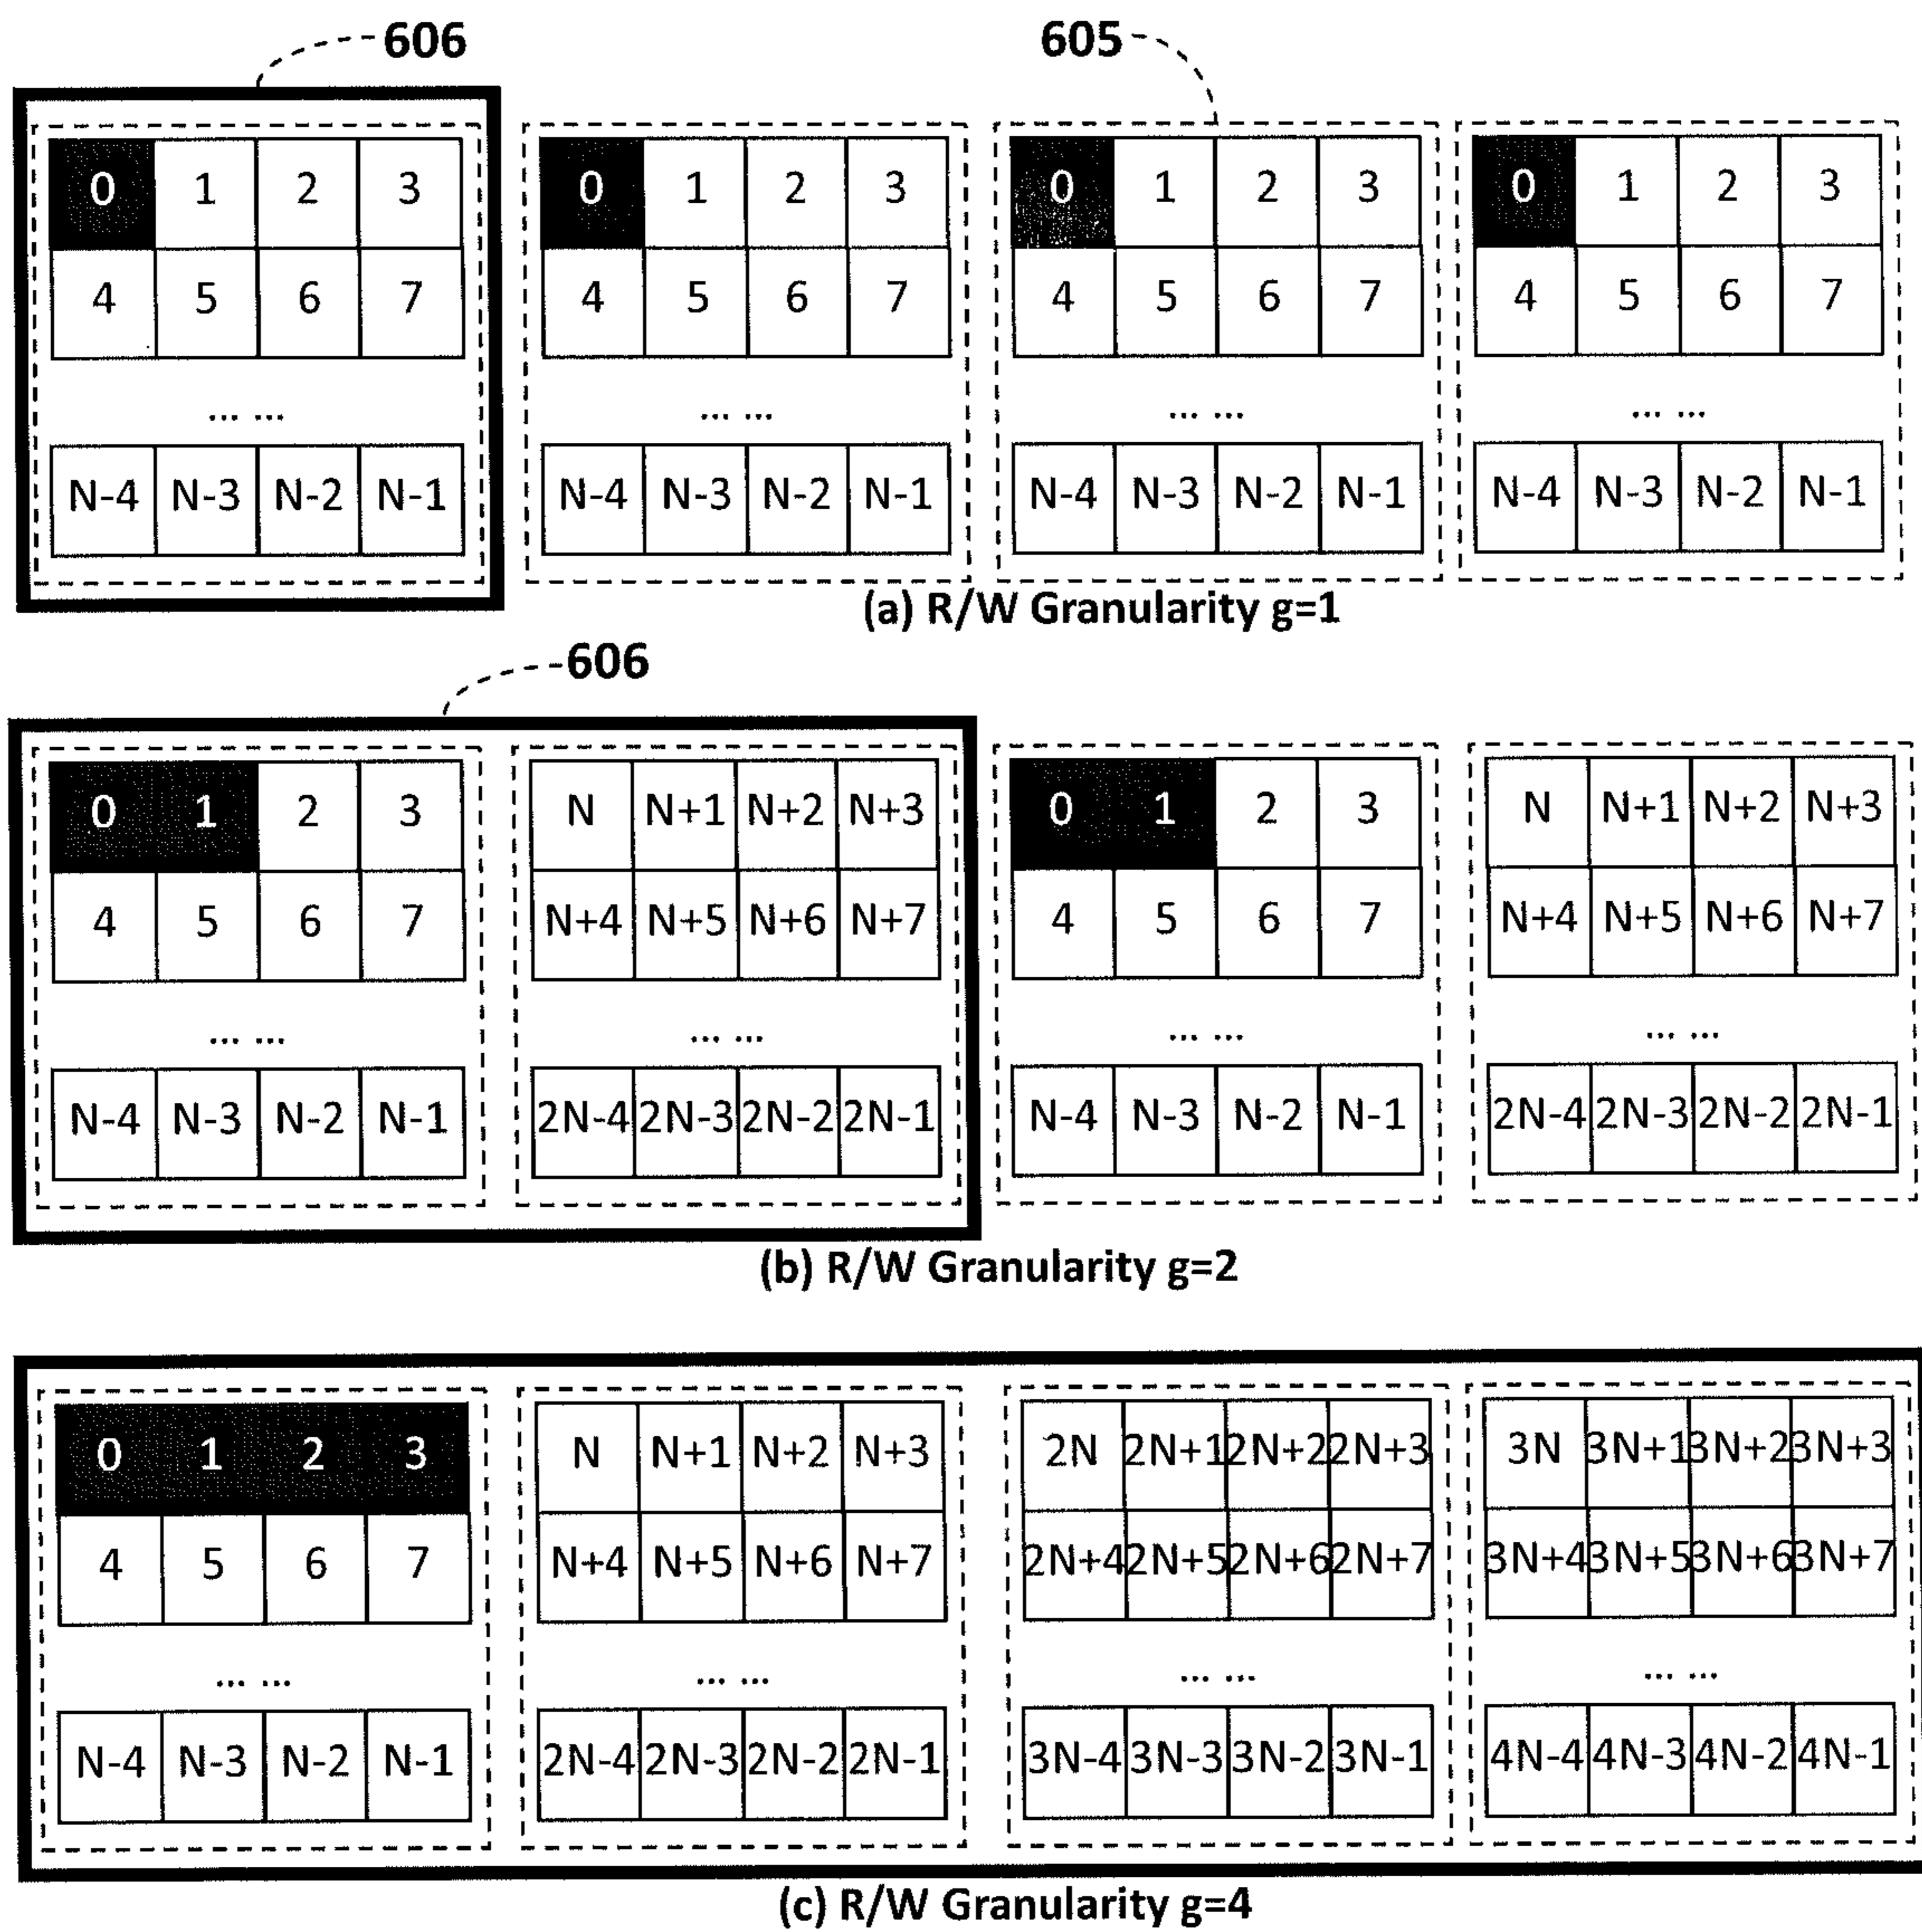 606 605
0 1 2 3 0 1 2 3 0 1 2 3 0 1 2 3
4 5 6 7 4 5 6 7 4 5 6 7 4 5 6 7
... ... ... ... ... ... ... ...
N-4 N-3 N-2 N-1 N-4 N-3 N-2 N-1 N-4 N-3 N-2 N-1 N-4 N-3 N-2 N-1
(a) R/W Granularity g=1
606
0 1 2 3 N N+1 N+2 N+3 0 1 2 3 N N+1 N+2 N+3
4 5 6 7 N+4 N+5 N+6 N+7 4 5 6 7 N+4 N+5 N+6 N+7
... ... ... ... ... ... ... ...
N-4 N-3 N-2 N-1 2N-4 2N-3 2N-2 2N-1 N-4 N-3 N-2 N-1 2N-4 2N-3 2N-2 2N-1
(b) R/W Granularity g=2
0 1 2 3 N N+1 N+2 N+3 2N 2N+1 2N+2 2N+3 3N 3N+1 3N+2 3N+3
4 5 6 7 N+4 N+5 N+6 N+7 2N+4 2N+5 2N+6 2N+7 3N+4 3N+5 3N+6 3N+7
... ... ... ... ... ... ... ...
N-4 N-3 N-2 N-1 2N-4 2N-3 2N-2 2N-1 3N-4 3N-3 3N-2 3N-1 4N-4 4N-3 4N-2 4N-1
(c) R/W Granularity g=4